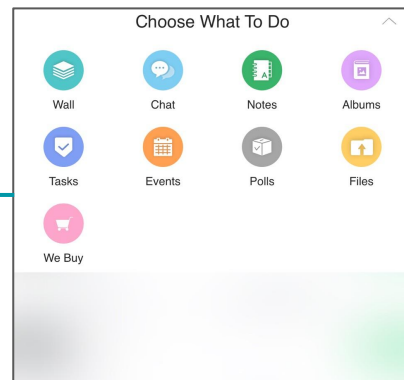 Choose What To Do
Wall
Chat
Notes
Albums
Tasks
Events
Polls
Files
We Buy